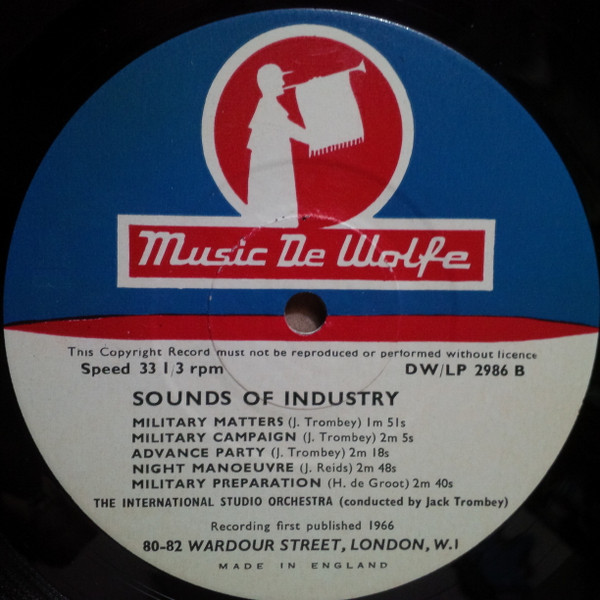 Music De Wolfe
This Copyright Record must not be reproduced or performed without licence
Speed 33 1/3 rpm DW/LP 2986 B
SOUNDS OF INDUSTRY
MILITARY MATTERS (J. Trombey) 1m 51s
MILITARY CAMPAIGN (J. Trombey) 2m 5s
ADVANCE PARTY (J. Trombey) 2m 18s
NIGHT MANOEUVRE (J. Reids) 2m 48s
MILITARY PREPARATION (H. de Groot) 2m 40s
THE INTERNATIONAL STUDIO ORCHESTRA (conducted by Jack Trombey)
Recording first published 1966
80-82 WARDOUR STREET, LONDON, W.I
MADE IN ENGLAND